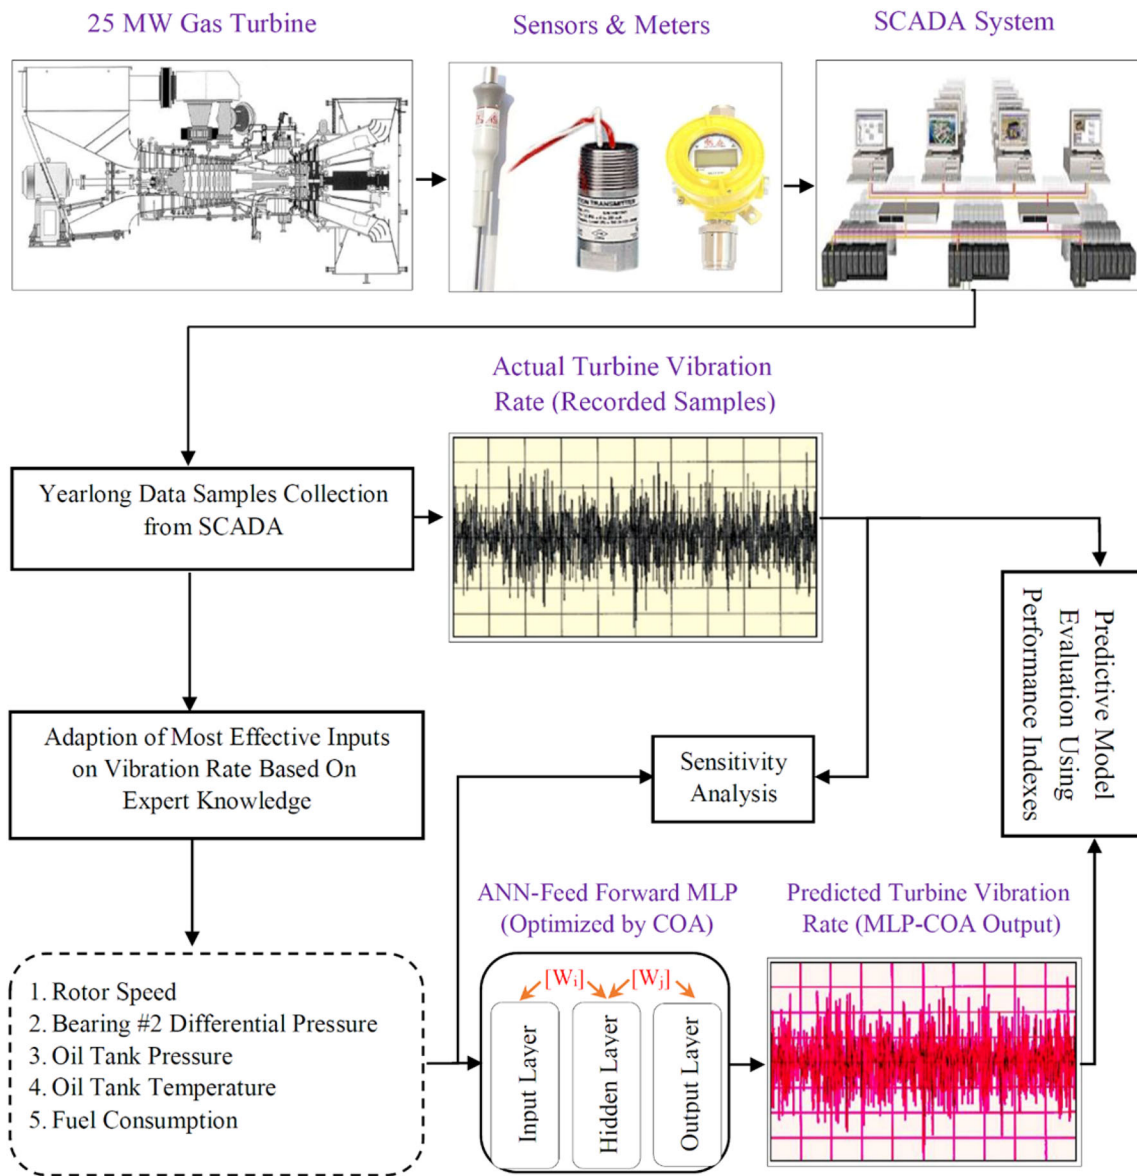 25 MW Gas Turbine
Sensors & Meters
SCADA System
TRANSMITTER
Actual Turbine Vibration
Rate (Recorded Samples)
Yearlong Data Samples Collection
from SCADA
Adaption of Most Effective Inputs
on Vibration Rate Based On
Expert Knowledge
Sensitivity
Analysis
Predictive Model
Evaluation Using
Performance Indexes
ANN-Feed Forward MLP
(Optimized by COA)
Predicted Turbine Vibration
Rate (MLP-COA Output)
1. Rotor Speed
2. Bearing #2 Differential Pressure
3. Oil Tank Pressure
4. Oil Tank Temperature
5. Fuel Consumption
[Wi] [Wj]
Input Layer
Hidden Layer
Output Layer